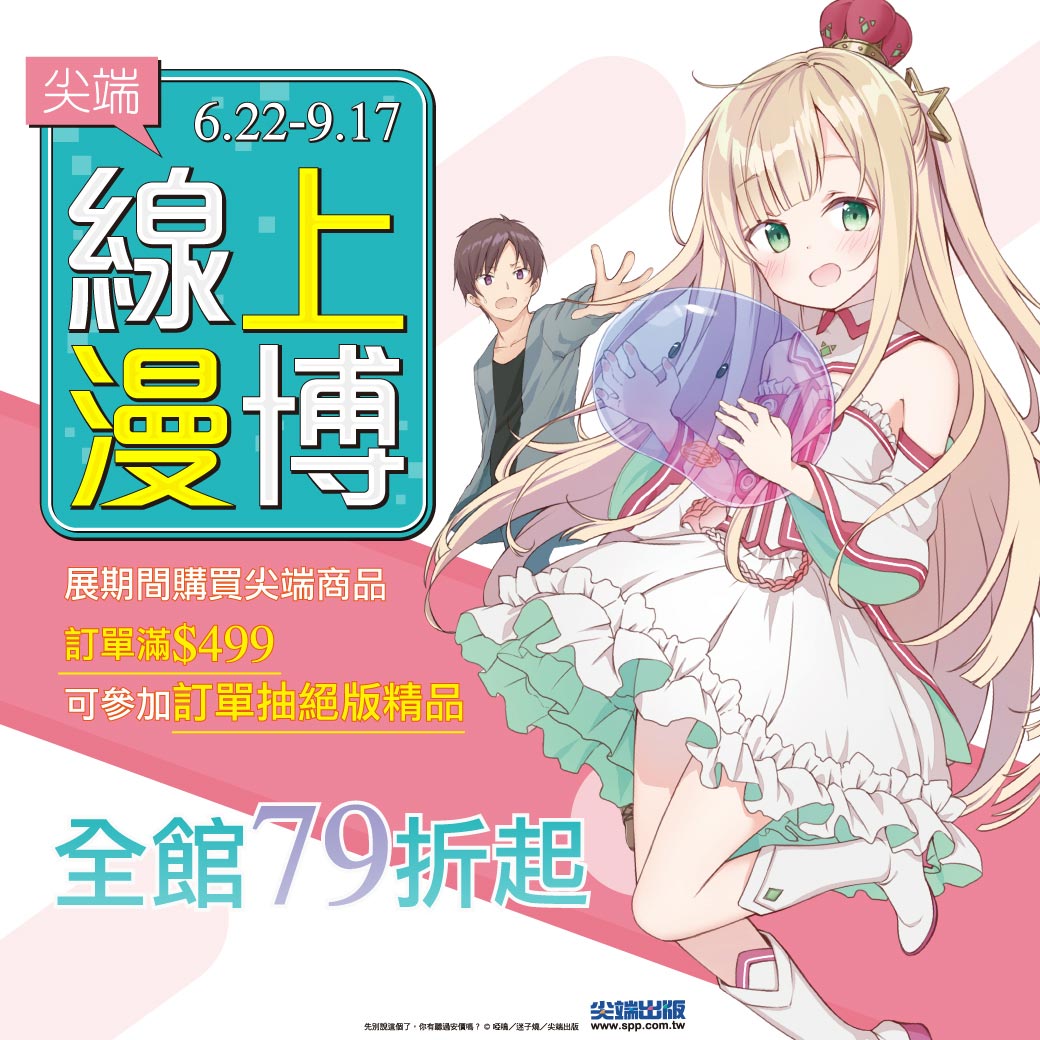 尖端
6.22-9.17
線上
漫博
展期間購買尖端商品
訂單滿$499
可參加訂單抽絕版精品
全館79折起
尖端出版
www.spp.com.tw
先別說這個了，你有聽過安價嗎？© 啞鳴／迷子燒／尖端出版